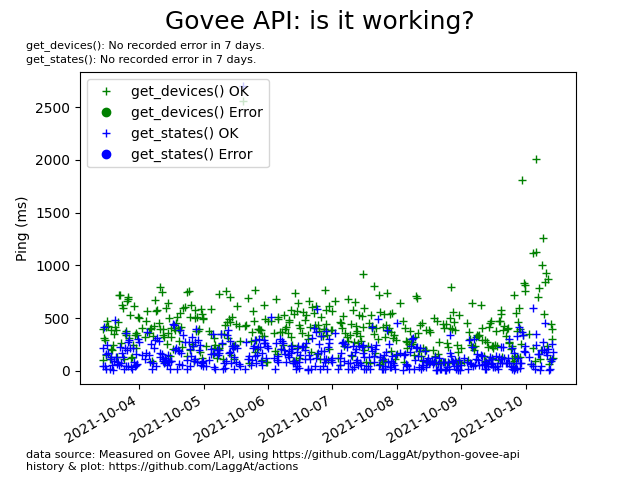 Govee API: is it working?
get_devices(): No recorded error in 7 days.
get_states(): No recorded error in 7 days.
get_devices() OK
get_devices() Error
get_states() OK
get_states() Error
2500
2000
1500
1000
500
0
Ping (ms)
2021-10-04
2021-10-05
2021-10-06
2021-10-07
2021-10-08
2021-10-09
2021-10-10
data source: Measured on Govee API, using https://github.com/LaggAt/python-govee-api
history & plot: https://github.com/LaggAt/actions